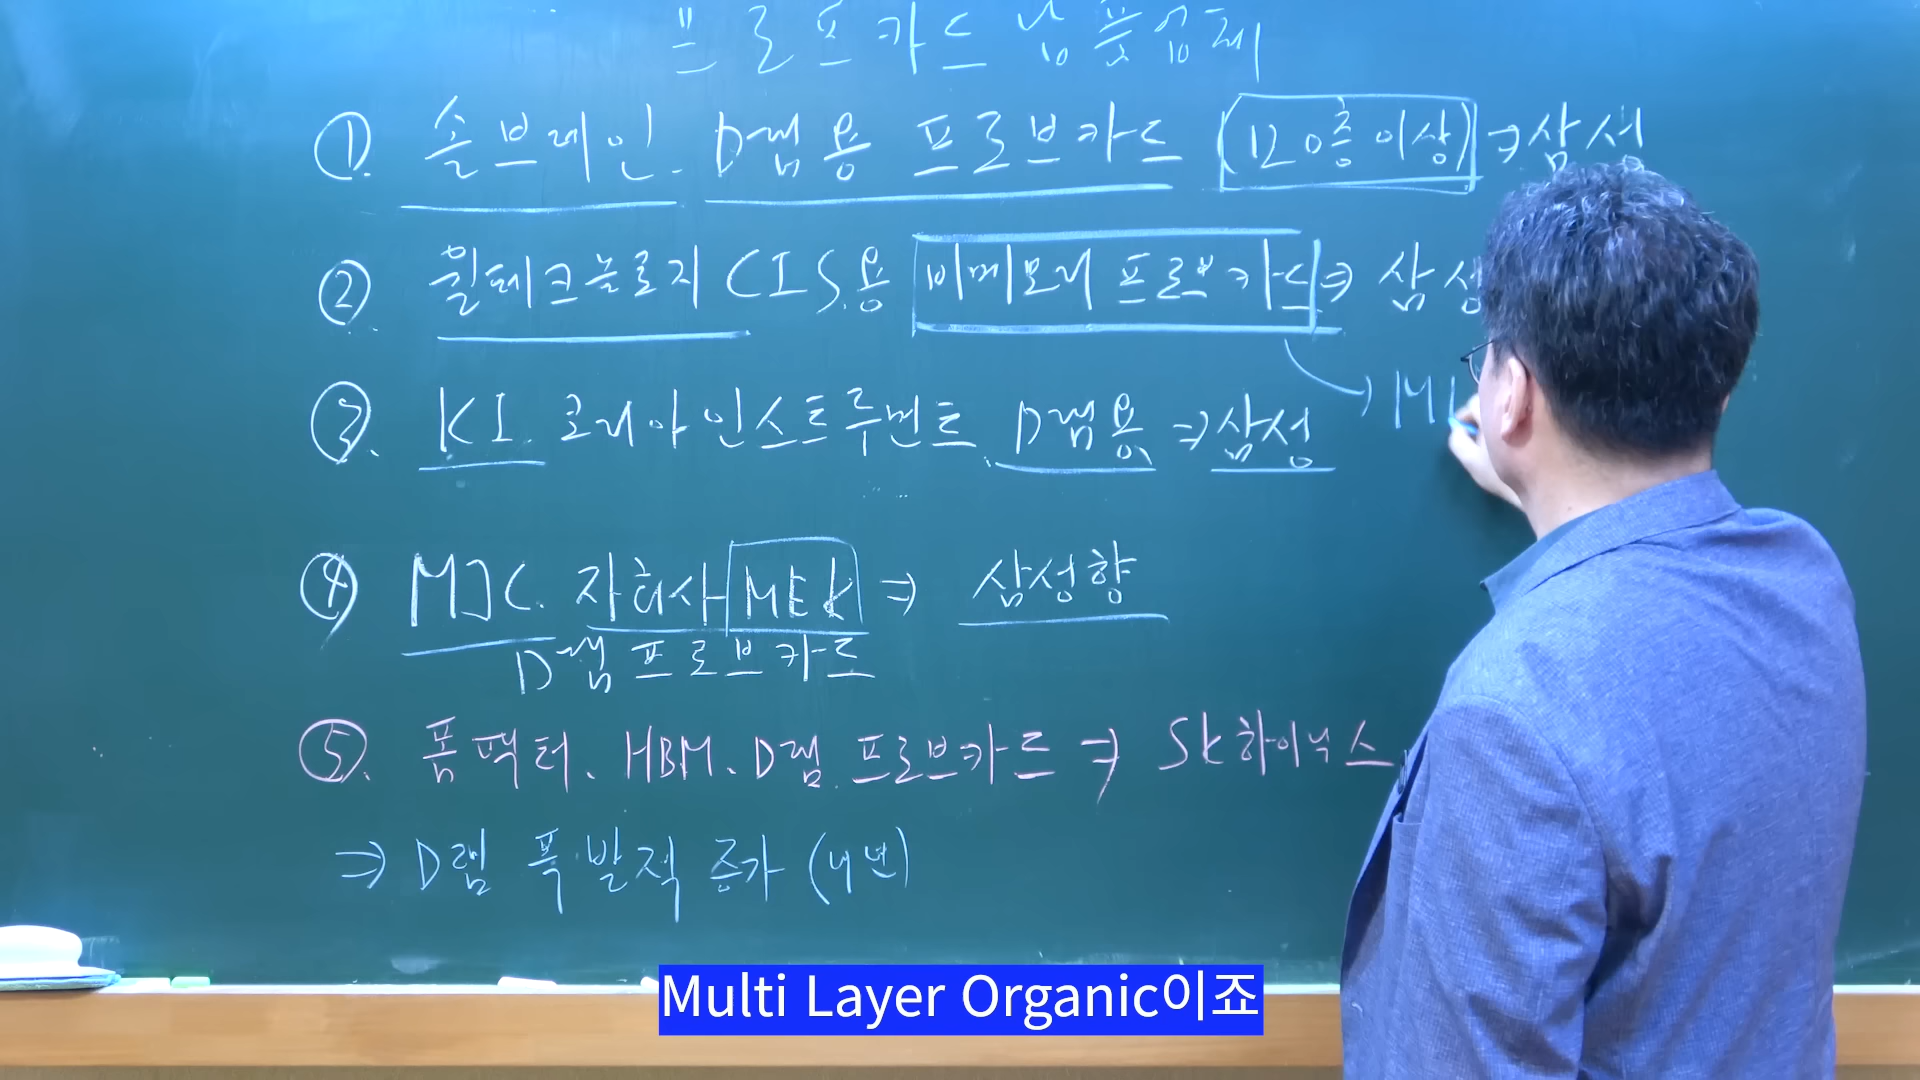 프로프카드 납품업체
① 솔브레인. D램용 프로브카드 (120층 이상) ⇒ 삼성
② 윌테크놀로지 CIS용 비메모리 프로브카드 ⇒ 삼성
→ ML
③. KI. 코리아 인스트루먼트 D램용 ⇒ 삼성
④ MJC. 자회사 MEK ⇒ 삼성향
D램 프로브카드
⑤. 폼팩터. HBM. D램 프로브카드 ⇒ SK하이닉스
⇒ D램 폭발적 증가 (내년)
Multi Layer Organic이죠